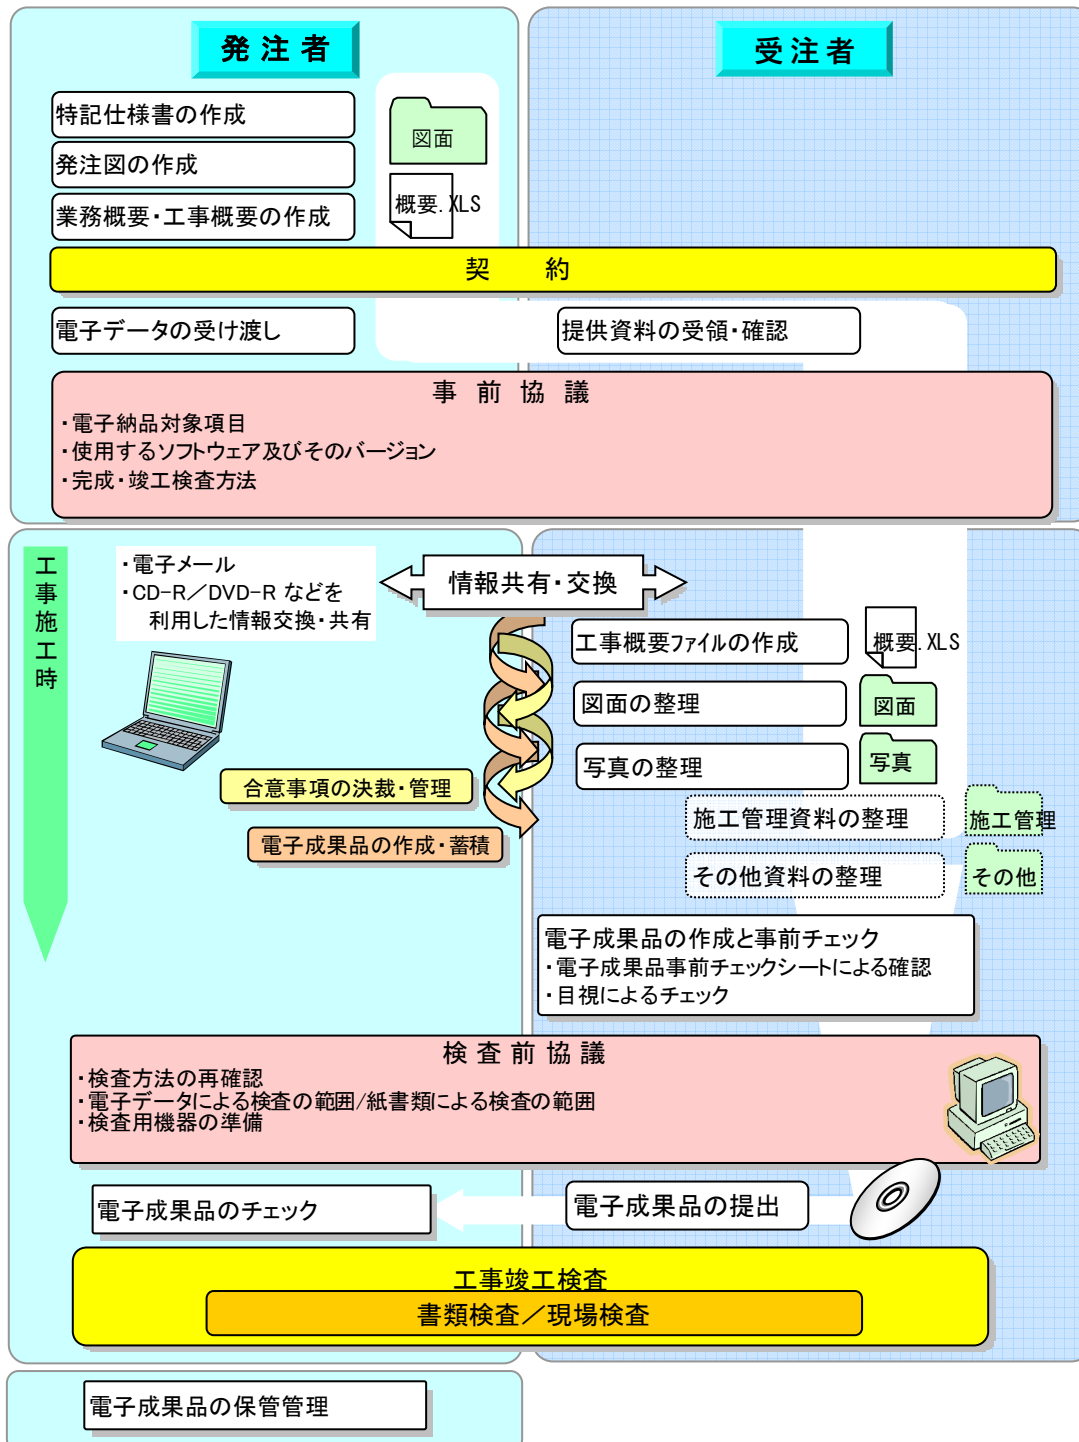 発注者
受注者
特記仕様書の作成
図面
発注図の作成
概要.XLS
業務概要・工事概要の作成
契　約
電子データの受け渡し
提供資料の受領・確認
事前協議
・電子納品対象項目
・使用するソフトウェア及びそのバージョン
・完成・竣工検査方法
工事施工時
・電子メール
・CD-R／DVD-R などを
利用した情報交換・共有
情報共有・交換
工事概要ファイルの作成
概要.XLS
図面の整理
図面
写真の整理
写真
合意事項の決裁・管理
施工管理資料の整理
施工管理
電子成果品の作成・蓄積
その他資料の整理
その他
電子成果品の作成と事前チェック
・電子成果品事前チェックシートによる確認
・目視によるチェック
検査前協議
・検査方法の再確認
・電子データによる検査の範囲/紙書類による検査の範囲
・検査用機器の準備
電子成果品のチェック
電子成果品の提出
工事竣工検査
書類検査／現場検査
電子成果品の保管管理